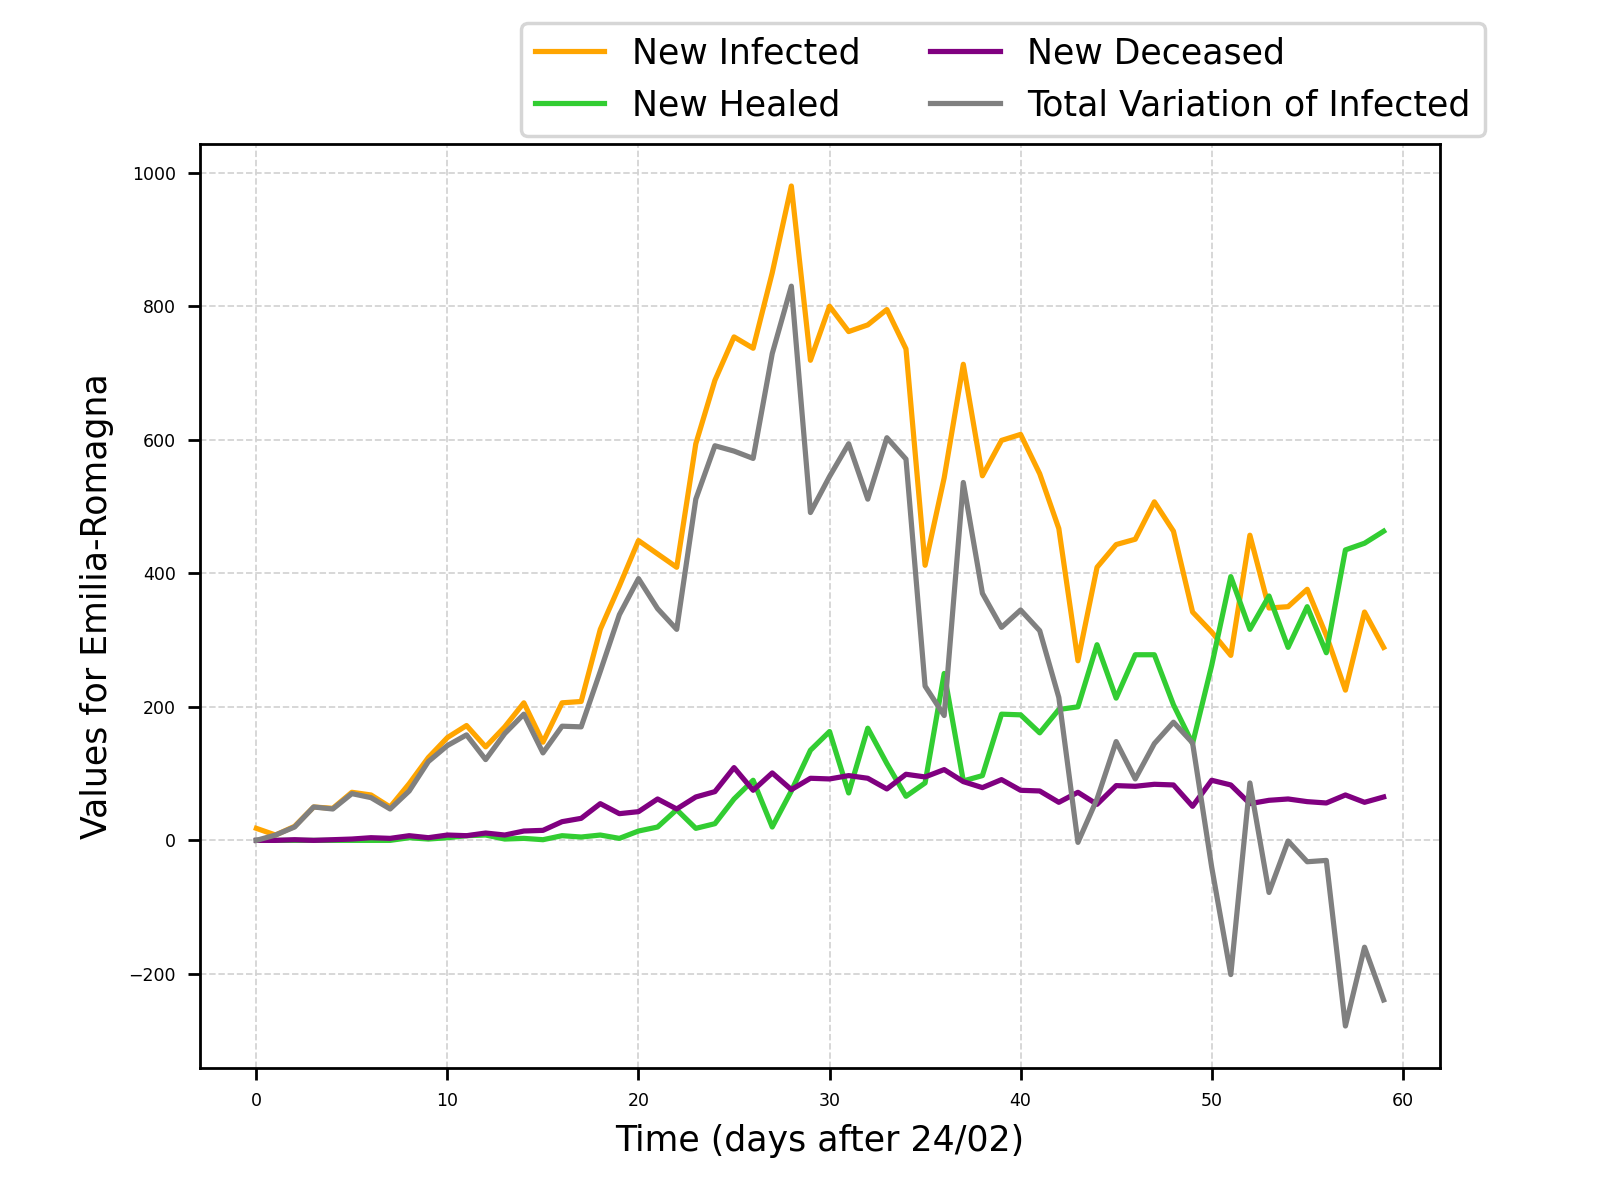 New Infected
New Healed
New Deceased
Total Variation of Infected
Values for Emilia-Romagna
1000
800
600
400
200
0
−200
0 10 20 30 40 50 60
Time (days after 24/02)